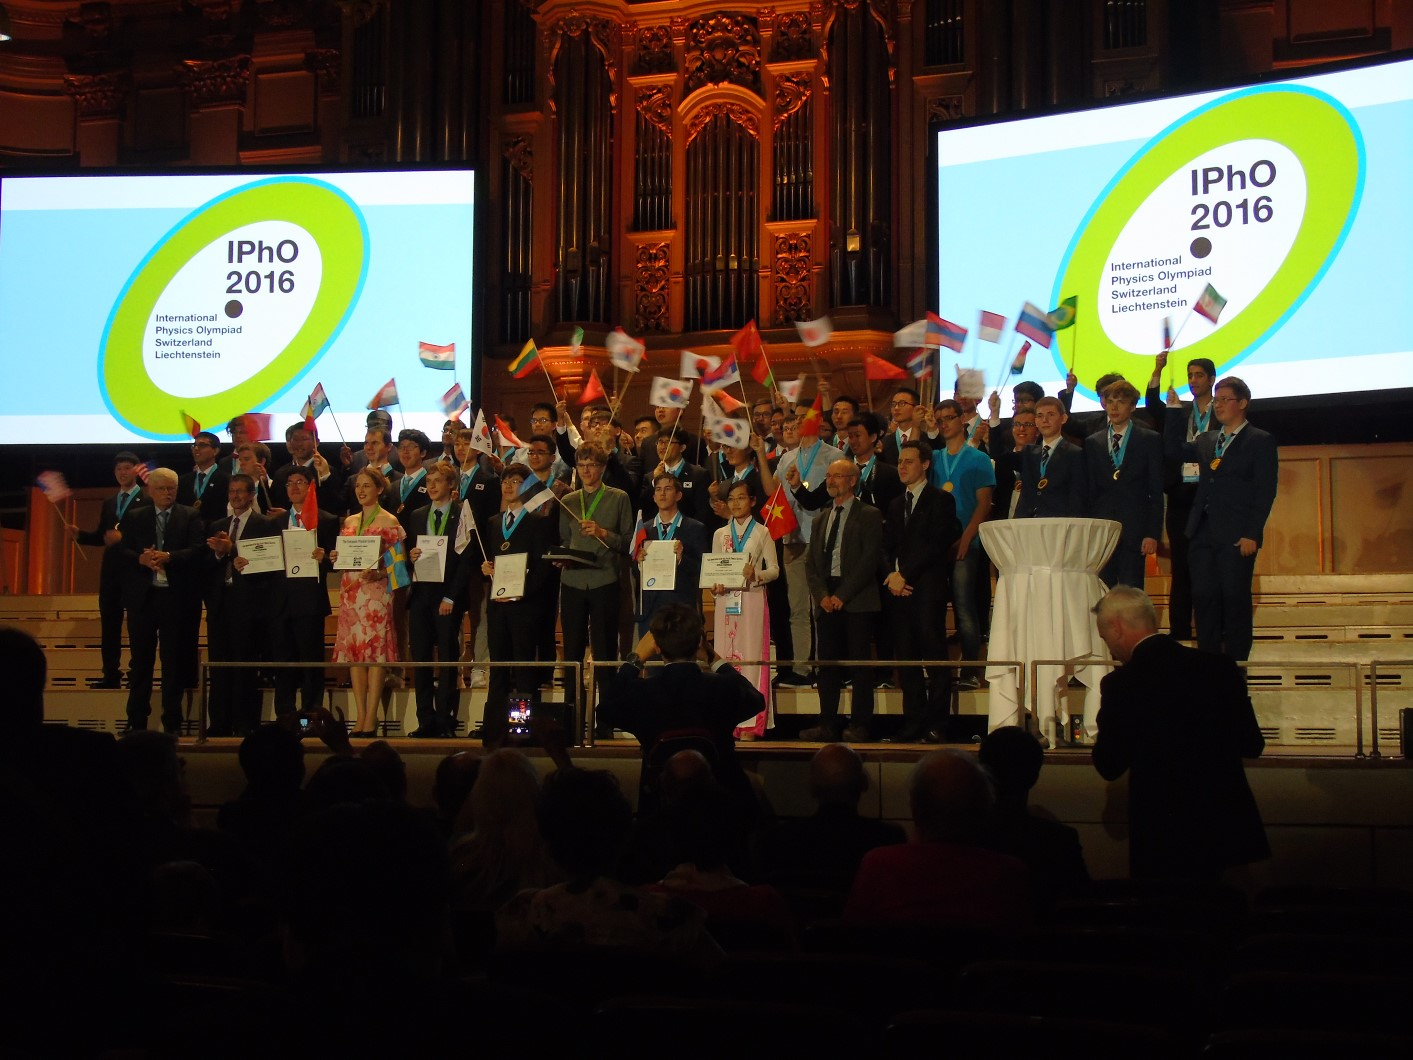 IPhO
2016
International
Physics Olympiad
Switzerland
Liechtenstein
IPhO
2016
International
Physics Olympiad
Switzerland
Liechtenstein